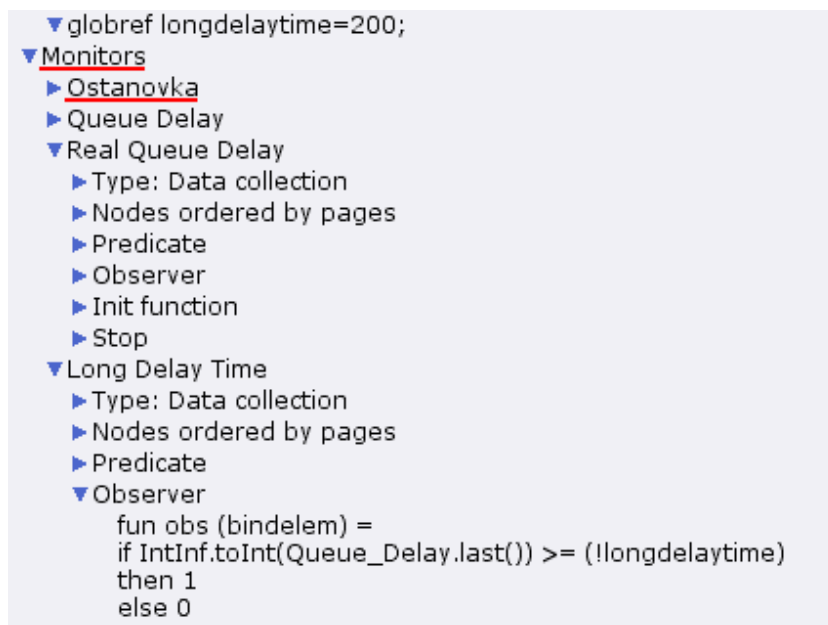 globref longdelaytime=200;
Monitors
Ostanovka
Queue Delay
Real Queue Delay
Type: Data collection
Nodes ordered by pages
Predicate
Observer
Init function
Stop
Long Delay Time
Type: Data collection
Nodes ordered by pages
Predicate
Observer
fun obs (bindelem) =
if IntInf.toInt(Queue_Delay.last()) >= (!longdelaytime)
then 1
else 0